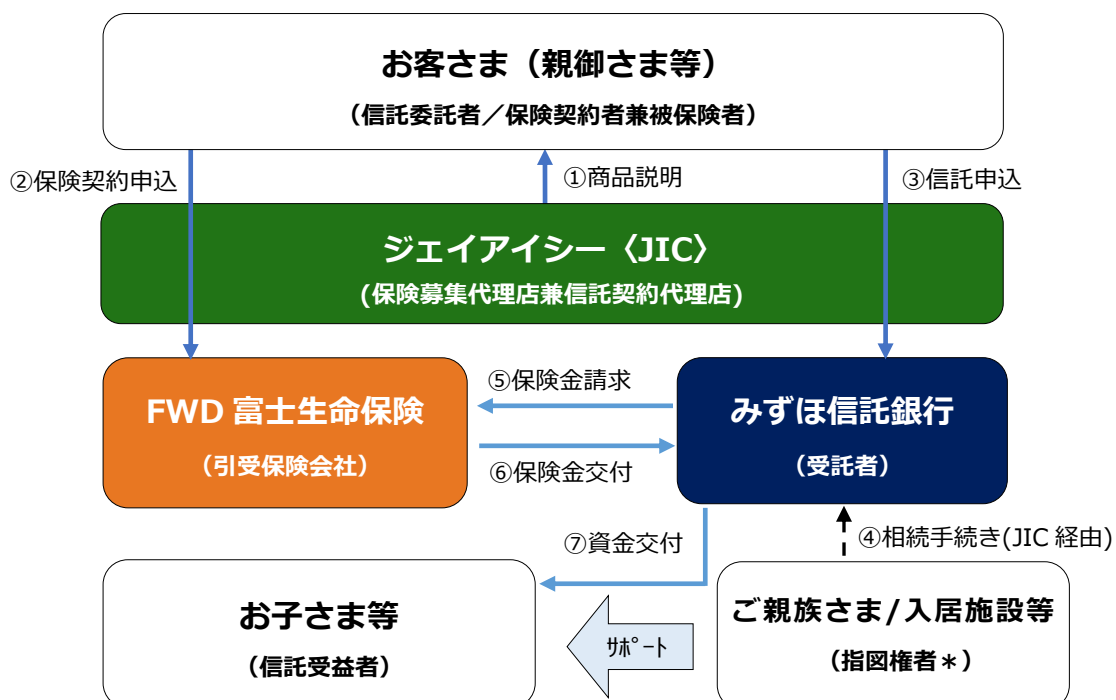 お客さま（親御さま等）
（信託委託者／保険契約者兼被保険者）
②保険契約申込
①商品説明
③信託申込
ジェイアイシー〈JIC〉
(保険募集代理店兼信託契約代理店)
FWD 富士生命保険
（引受保険会社）
⑤保険金請求
⑥保険金交付
みずほ信託銀行
（受託者）
⑦資金交付
④相続手続き(JIC 経由)
お子さま等
（信託受益者）
ｻﾎﾟｰﾄ
ご親族さま/入居施設等
（指図権者＊）